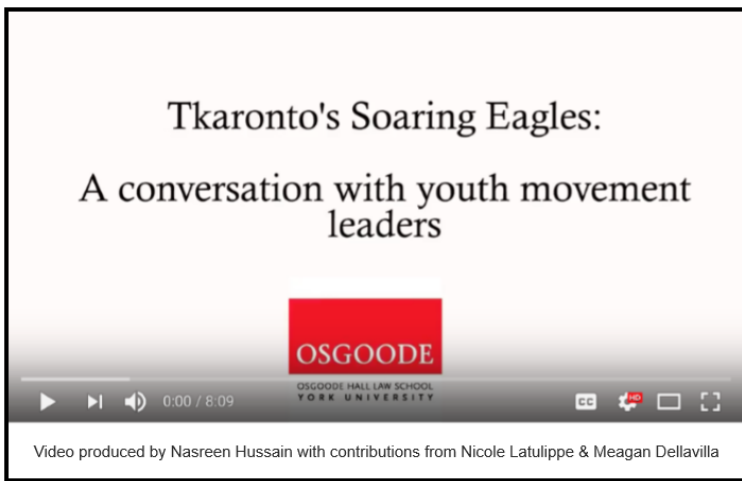 Tkaronto's Soaring Eagles:
A conversation with youth movement
leaders
OSGOODE
OSGOODE HALL LAW SCHOOL
YORK UNIVERSITY
0:00 / 8:09
CC
HD
Video produced by Nasreen Hussain with contributions from Nicole Latulippe & Meagan Dellavilla